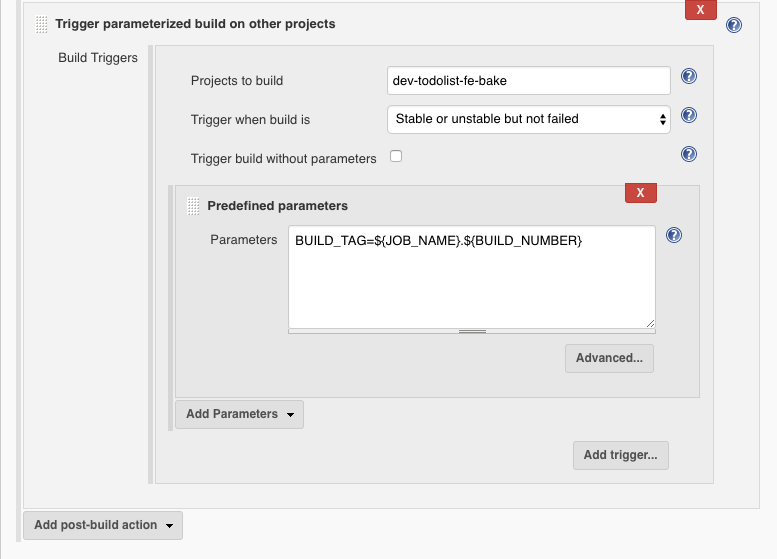 Trigger parameterized build on other projects
X
?
Build Triggers
Projects to build
dev-todolist-fe-bake
?
Trigger when build is
Stable or unstable but not failed
?
Trigger build without parameters
?
X
Predefined parameters
Parameters
BUILD_TAG=${JOB_NAME}.${BUILD_NUMBER}
?
Advanced...
Add Parameters
Add trigger...
Add post-build action